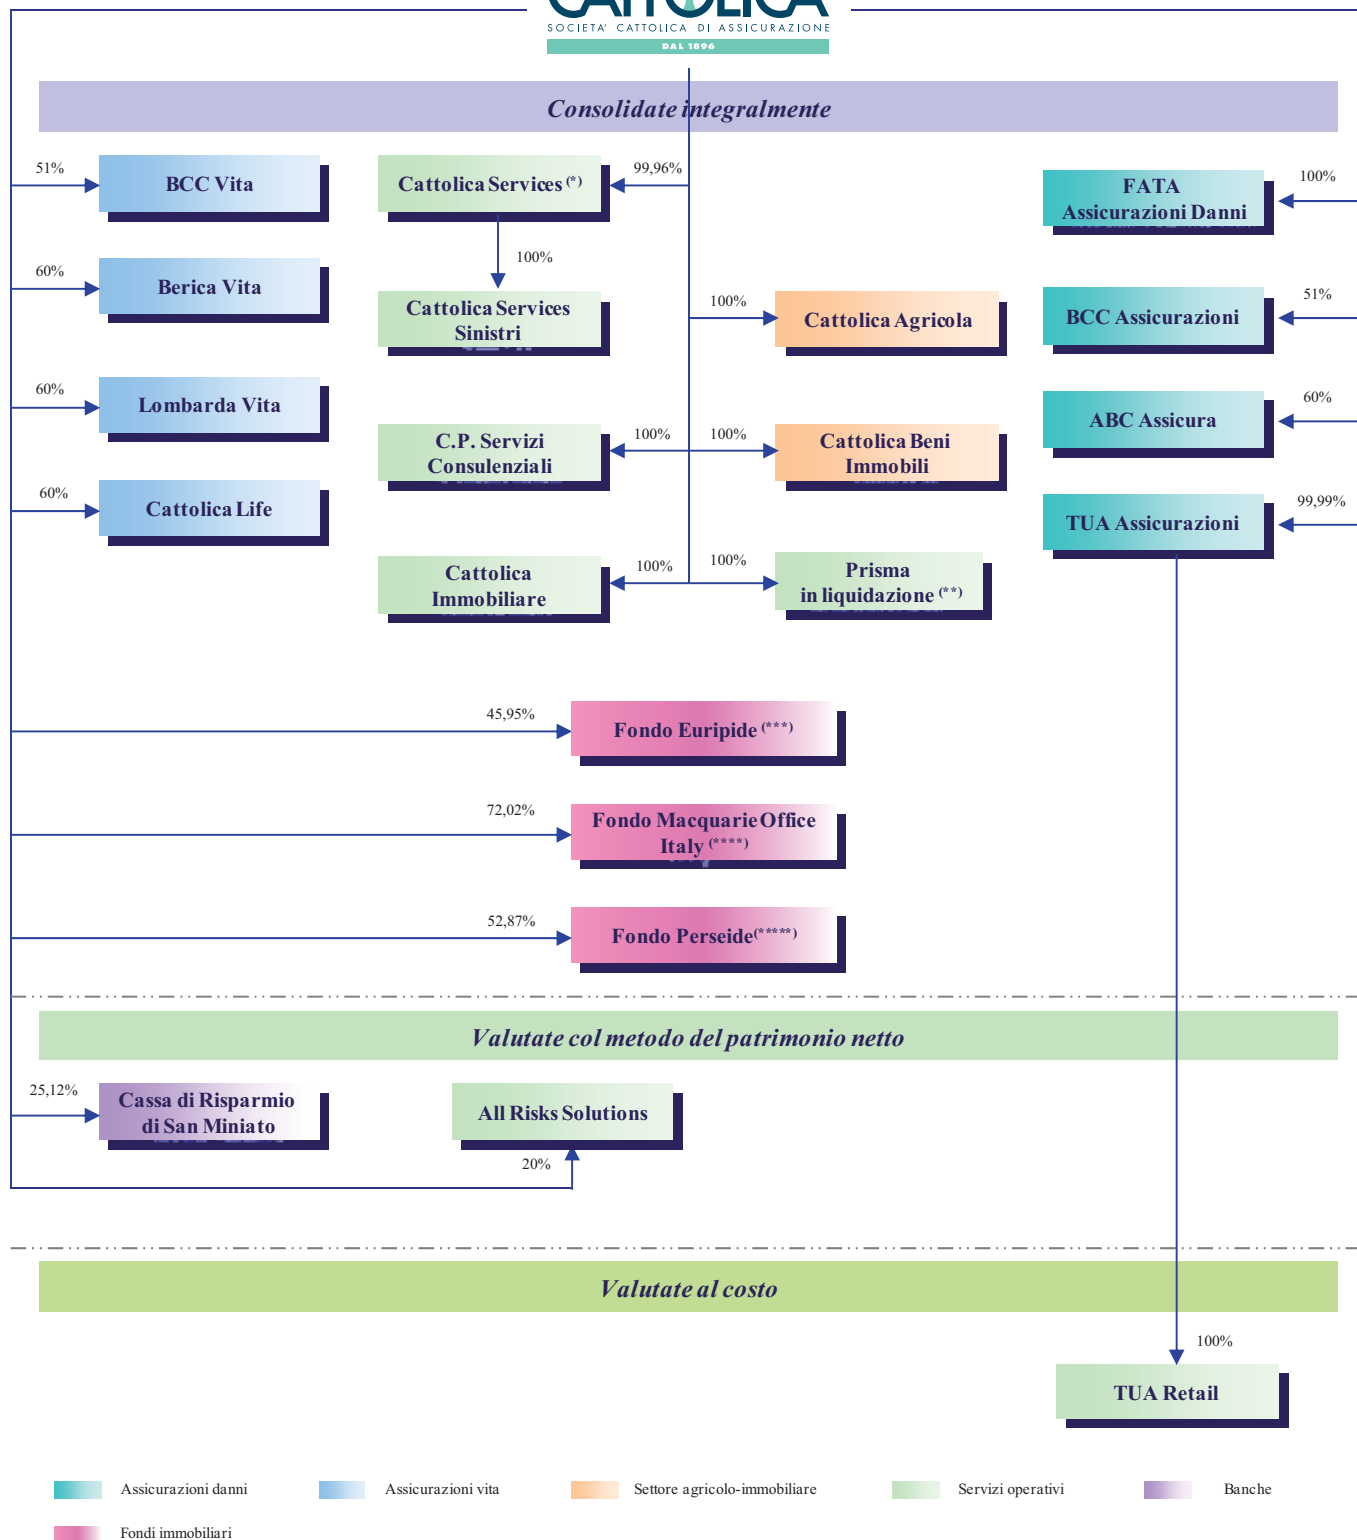 CATTOLICA
SOCIETA' CATTOLICA DI ASSICURAZIONE
DAL 1896
Consolidate integralmente
51%
BCC Vita
Cattolica Services (*)
99,96%
FATA
Assicurazioni Danni
100%
100%
60%
Berica Vita
Cattolica Services
Sinistri
100%
Cattolica Agricola
BCC Assicurazioni
51%
60%
Lombarda Vita
C.P. Servizi
Consulenziali
100%
100%
Cattolica Beni
Immobili
ABC Assicura
60%
60%
Cattolica Life
TUA Assicurazioni
99,99%
Cattolica
Immobiliare
100%
100%
Prisma
in liquidazione (**)
45,95%
Fondo Euripide (***)
72,02%
Fondo Macquarie Office
Italy (****)
52,87%
Fondo Perseide(*****)
Valutate col metodo del patrimonio netto
25,12%
Cassa di Risparmio
di San Miniato
All Risks Solutions
20%
Valutate al costo
100%
TUA Retail
Assicurazioni danni
Assicurazioni vita
Settore agricolo-immobiliare
Servizi operativi
Banche
Fondi immobiliari